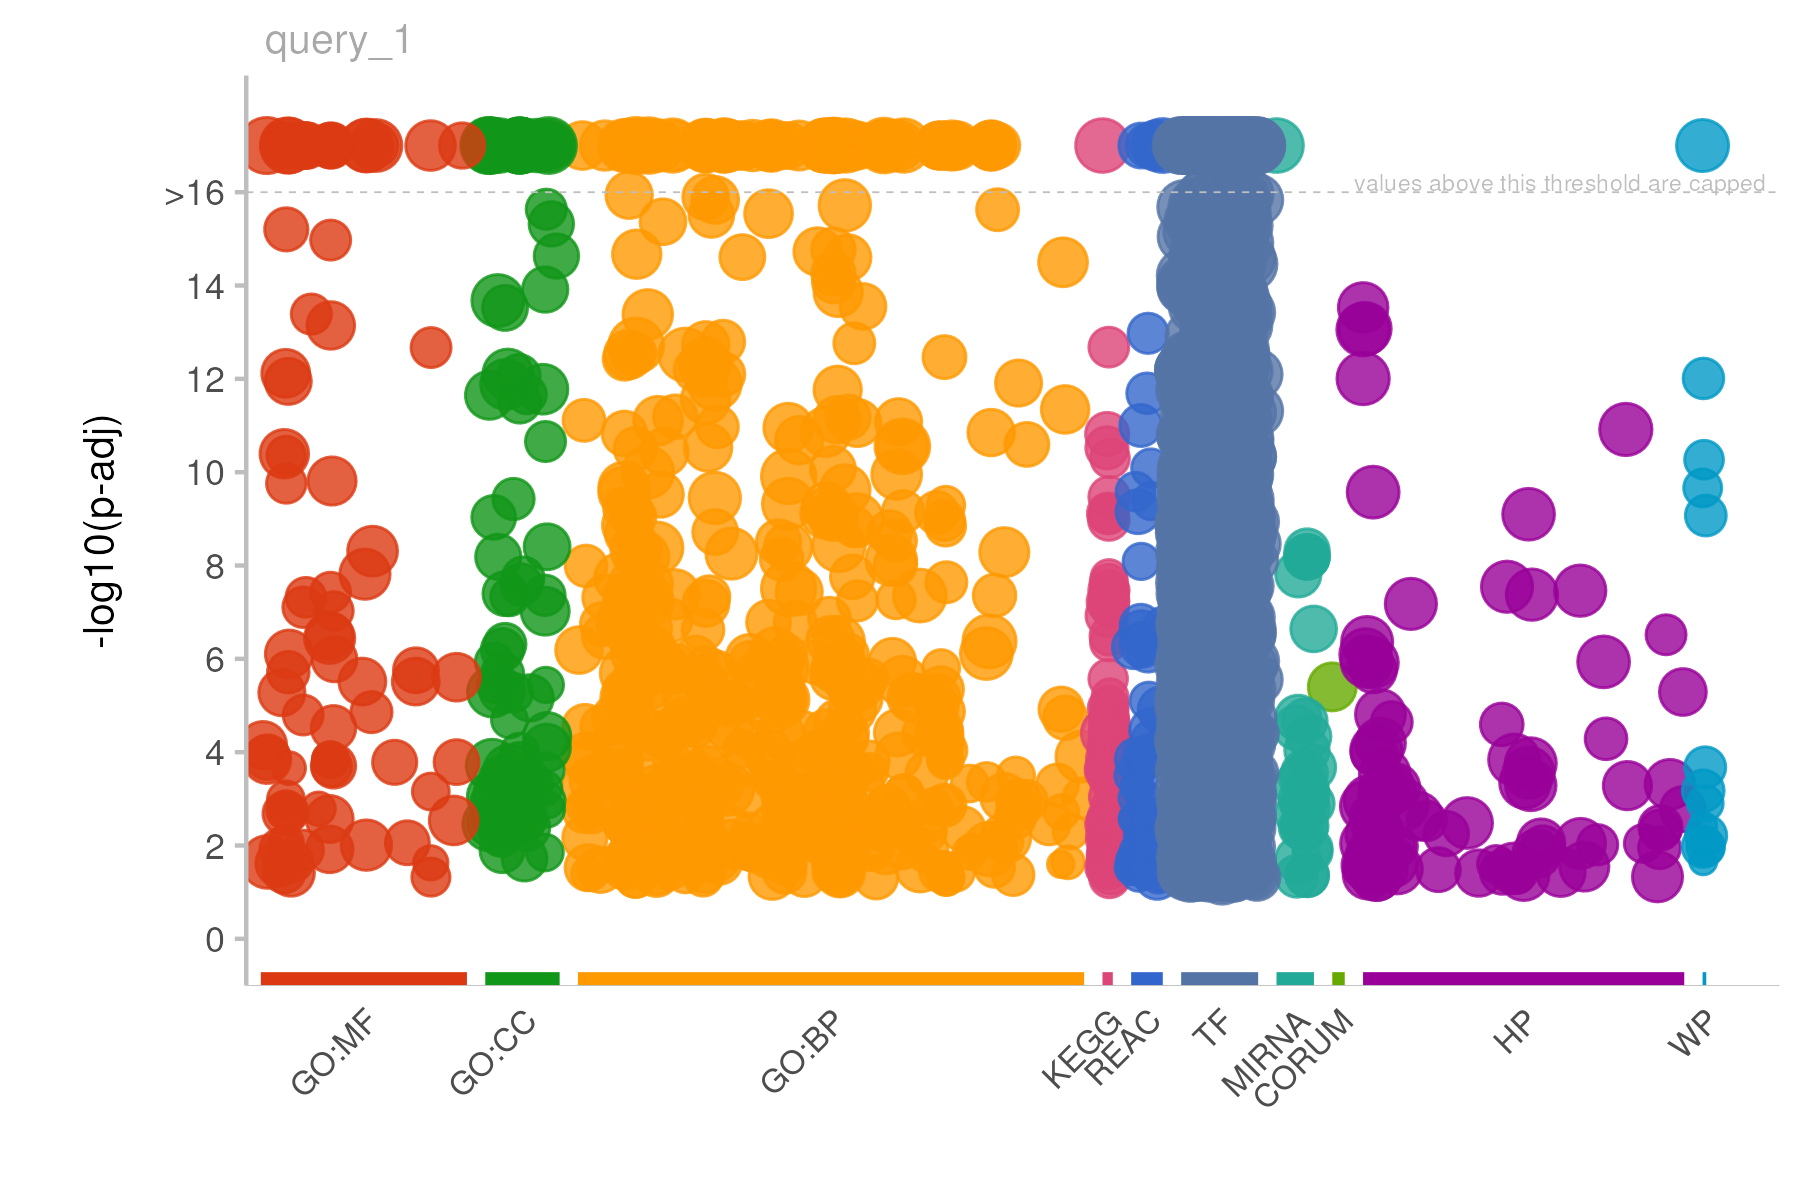 query_1
values above this threshold are capped
>16
14
12
10
8
6
4
2
0
-log10(p-adj)
GO:MF
GO:CC
GO:BP
KEGG
REAC
TF
MIRNA
CORUM
HP
WP